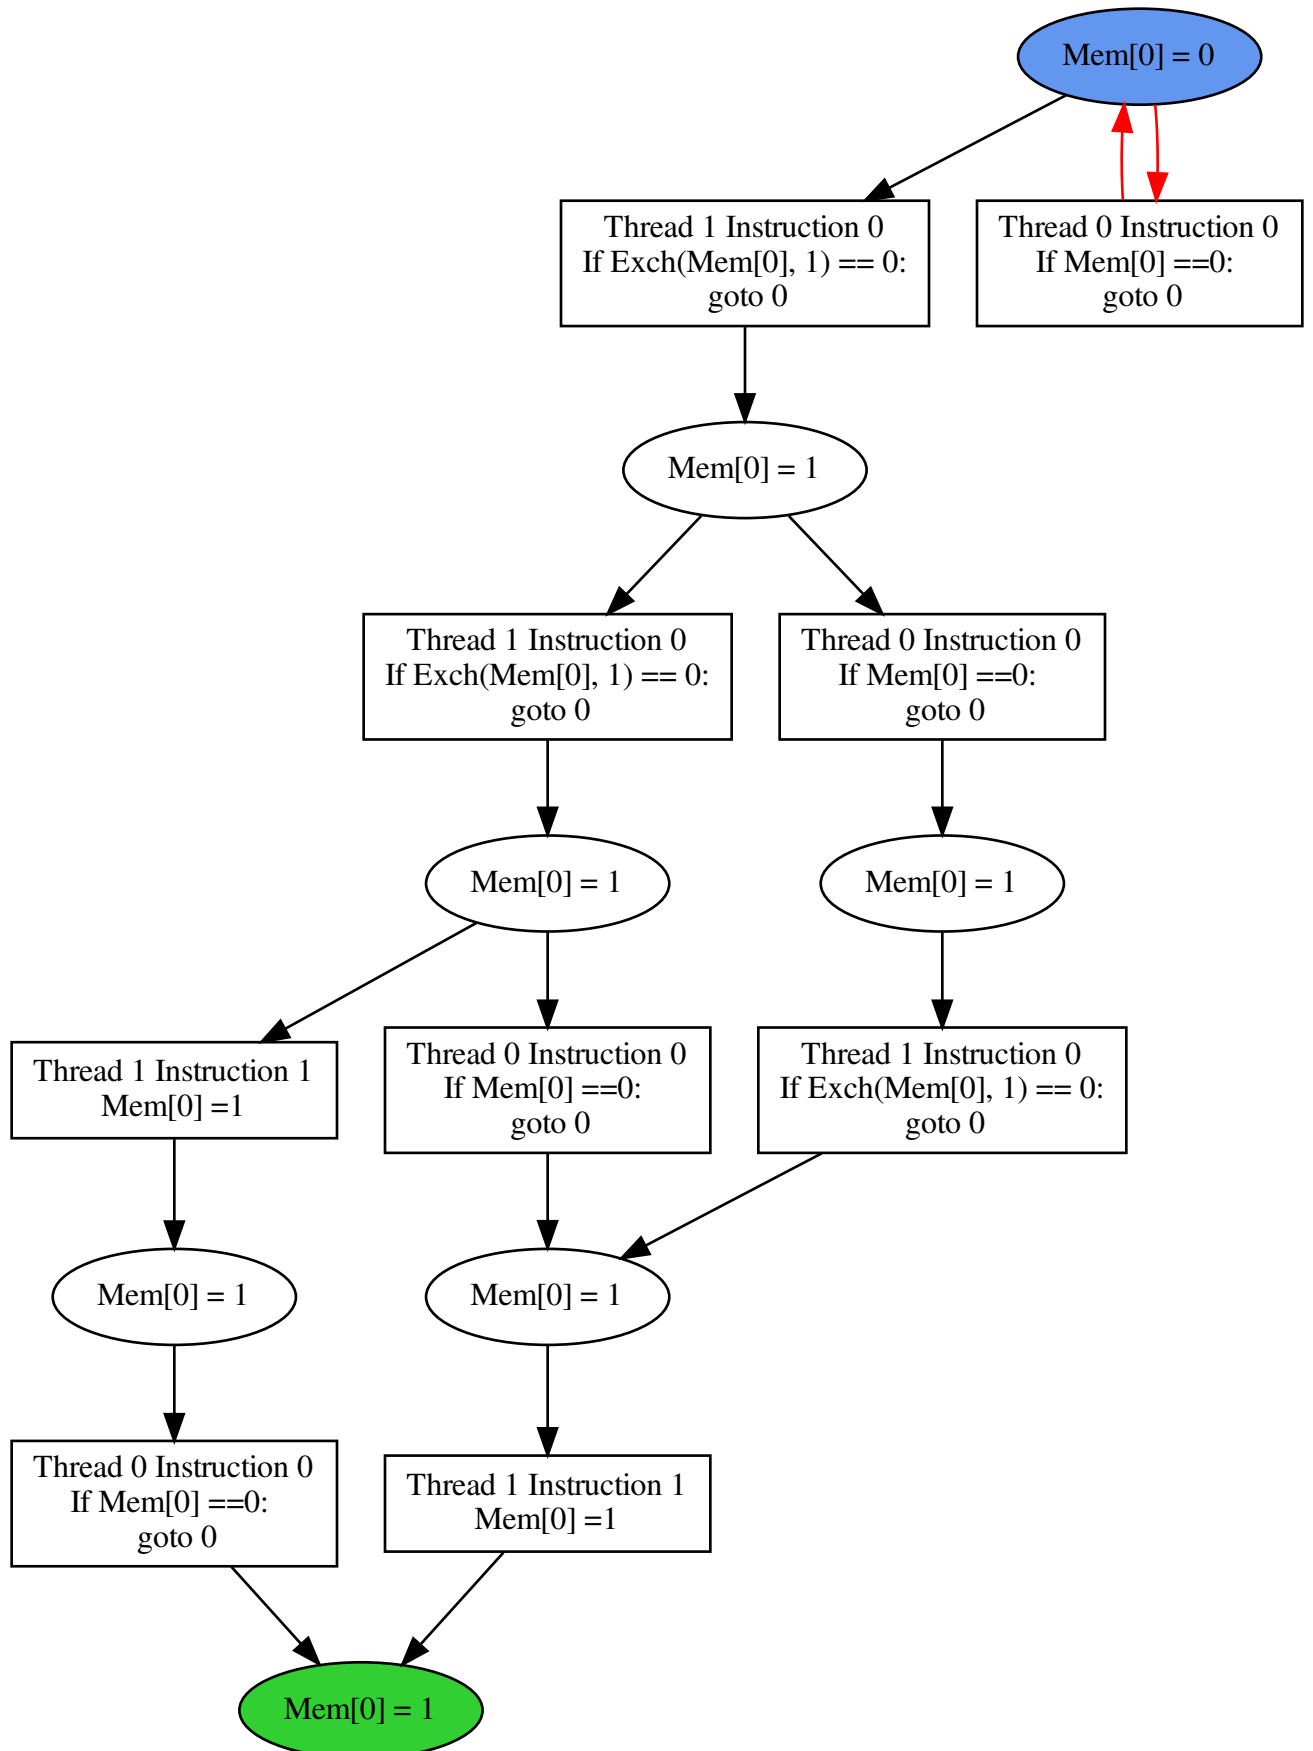 Mem[0] = 0
Thread 1 Instruction 0
If Exch(Mem[0], 1) == 0:
goto 0
Thread 0 Instruction 0
If Mem[0] ==0:
goto 0
Mem[0] = 1
Thread 1 Instruction 0
If Exch(Mem[0], 1) == 0:
goto 0
Thread 0 Instruction 0
If Mem[0] ==0:
goto 0
Mem[0] = 1
Mem[0] = 1
Thread 1 Instruction 1
Mem[0] =1
Thread 0 Instruction 0
If Mem[0] ==0:
goto 0
Thread 1 Instruction 0
If Exch(Mem[0], 1) == 0:
goto 0
Mem[0] = 1
Mem[0] = 1
Thread 0 Instruction 0
If Mem[0] ==0:
goto 0
Thread 1 Instruction 1
Mem[0] =1
Mem[0] = 1